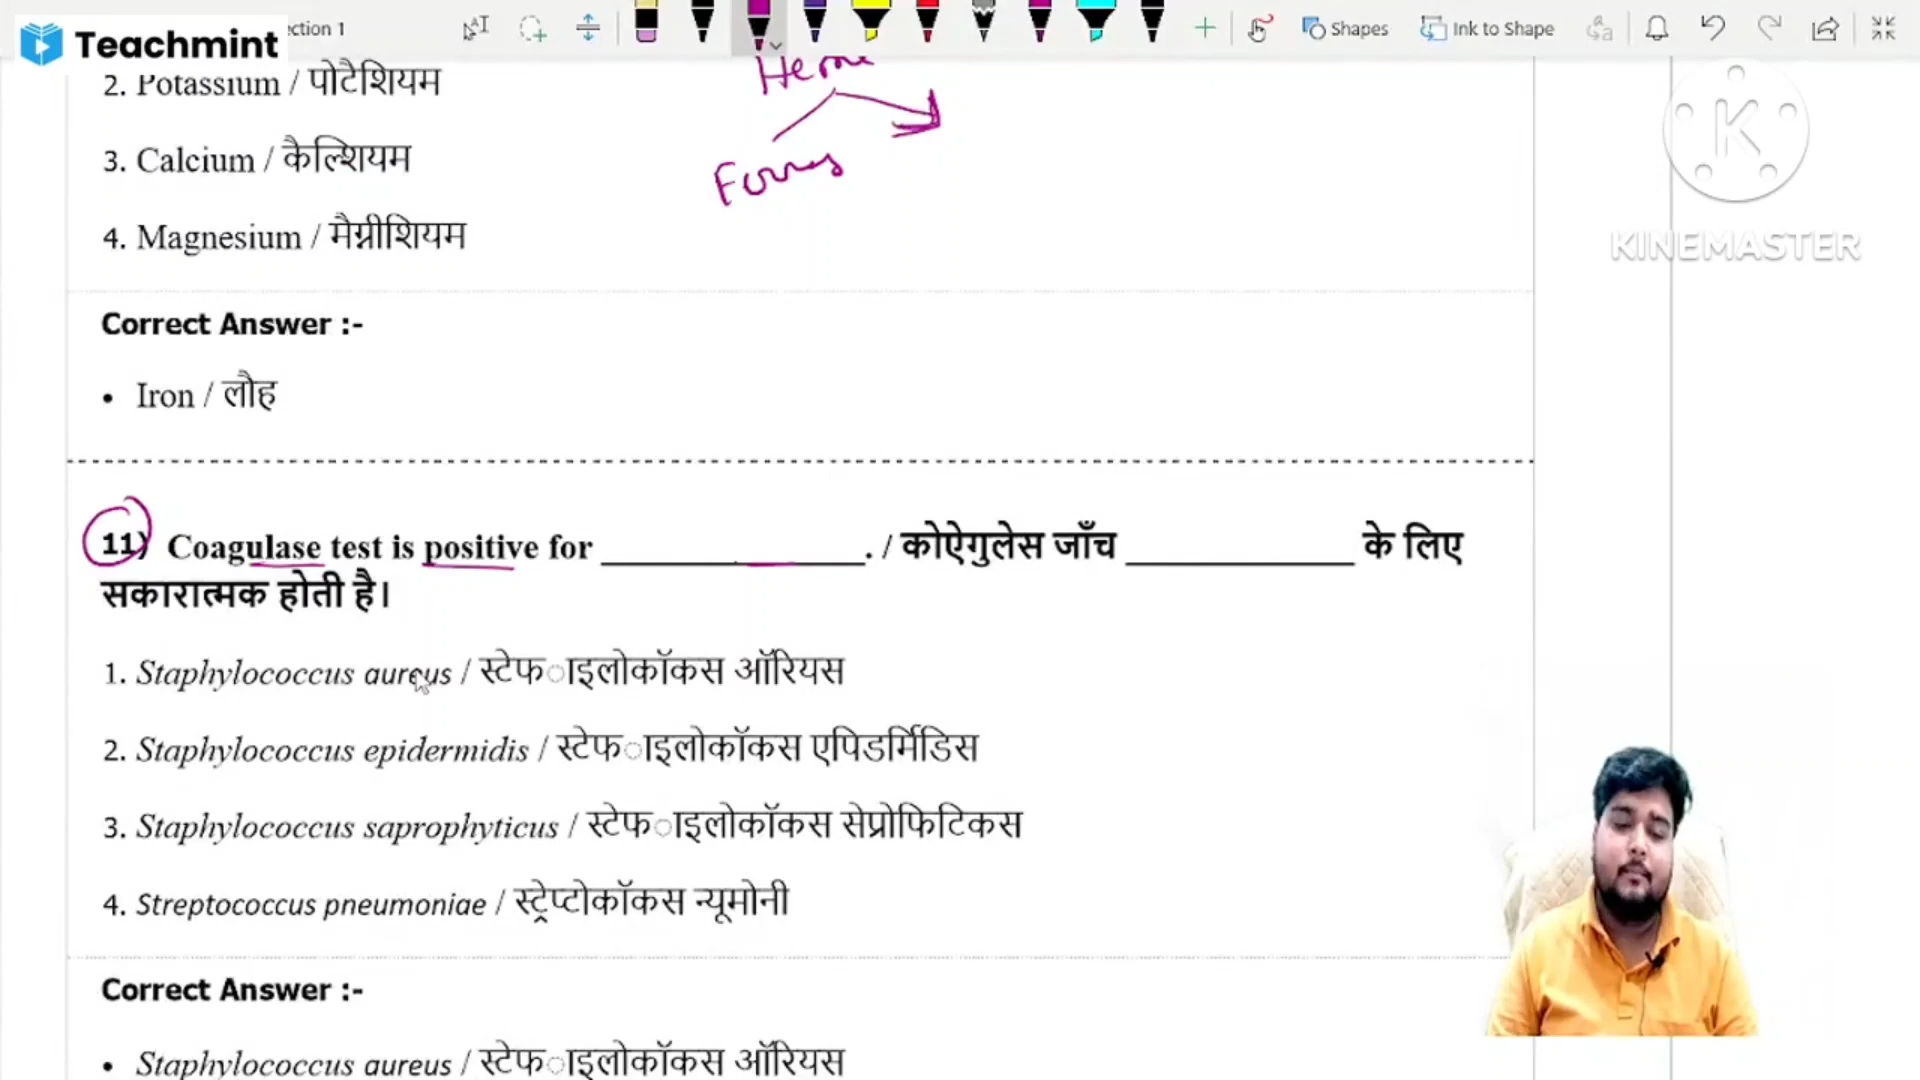 Teachmint
ection 1
Shapes
Ink to Shape
2. Potassium / पोटैशियम
3. Calcium / कैल्शियम
4. Magnesium / मैग्नीशियम
KINEMASTER
Correct Answer :-
• Iron / लौह
11) Coagulase test is positive for ______________. / कोऐगुलेस जाँच ____________ के लिए
सकारात्मक होती है।
1. Staphylococcus aureus / स्टेफाइलोकॉकस ऑरियस
2. Staphylococcus epidermidis / स्टेफाइलोकॉकस एपिडर्मिडिस
3. Staphylococcus saprophyticus / स्टेफाइलोकॉकस सेप्रोफिटिकस
4. Streptococcus pneumoniae / स्ट्रेप्टोकॉकस न्यूमोनी
Correct Answer :-
• Staphylococcus aureus / स्टेफाइलोकॉकस ऑरियस